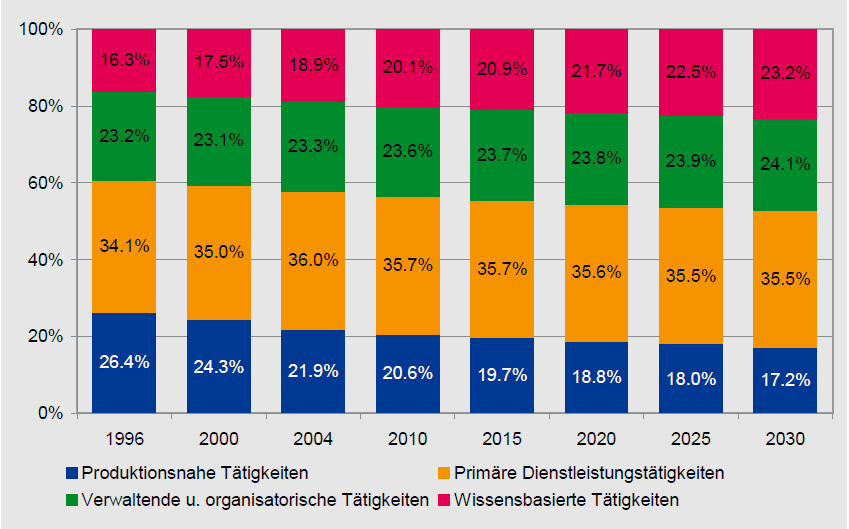 100%
16.3% 17.5% 18.9% 20.1% 20.9% 21.7% 22.5% 23.2%
80%
23.2% 23.1% 23.3% 23.6% 23.7% 23.8% 23.9% 24.1%
60%
34.1% 35.0% 36.0% 35.7% 35.7% 35.6% 35.5% 35.5%
40%
20%
26.4% 24.3% 21.9% 20.6% 19.7% 18.8% 18.0% 17.2%
0%
1996 2000 2004 2010 2015 2020 2025 2030
Produktionsnahe Tätigkeiten Primäre Dienstleistungstätigkeiten
Verwaltende u. organisatorische Tätigkeiten Wissensbasierte Tätigkeiten